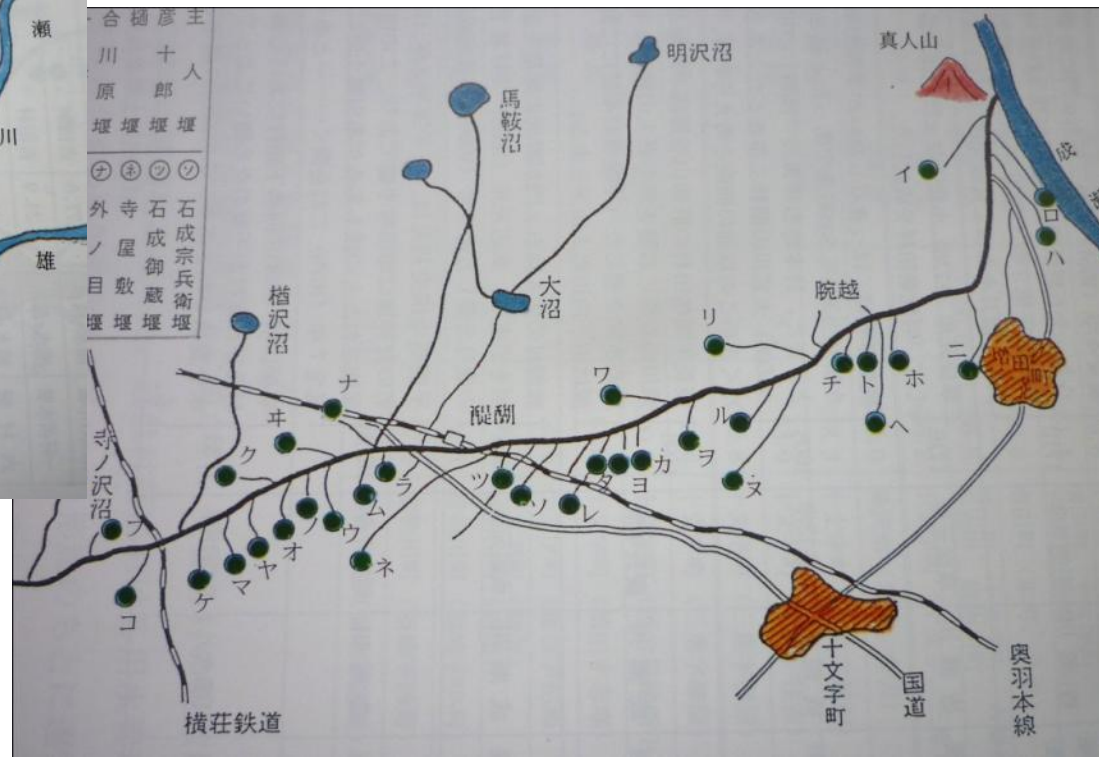 瀬
川
雄
主人堰
彦十郎堰
樋堰
合川原堰
㋞石成宗兵衛堰
㋡石成御蔵堰
㋧寺屋敷堰
㋤外ノ目堰
真人山
明沢沼
馬鞍沼
大沼
楢沢沼
寺ノ沢沼
成
イ
ロ
ハ
ニ
ホ
ヘ
ト
チ
リ
ヌ
ル
ヲ
ワ
カ
ヨ
タ
レ
ソ
ツ
ネ
ナ
ラ
ム
ウ
ヰ
ノ
オ
ク
ヤ
マ
ケ
フ
コ
醍醐
十文字町
国道
奥羽本線
横荘鉄道